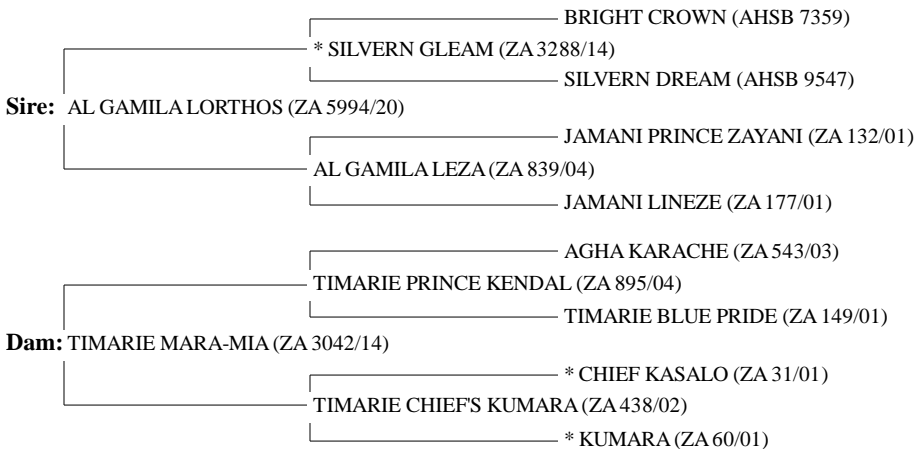 BRIGHT CROWN (AHSB 7359)
* SILVERN GLEAM (ZA 3288/14)
SILVERN DREAM (AHSB 9547)
Sire: AL GAMILA LORTHOS (ZA 5994/20)
JAMANI PRINCE ZAYANI (ZA 132/01)
AL GAMILA LEZA (ZA 839/04)
JAMANI LINEZE (ZA 177/01)
AGHA KARACHE (ZA 543/03)
TIMARIE PRINCE KENDAL (ZA 895/04)
TIMARIE BLUE PRIDE (ZA 149/01)
Dam: TIMARIE MARA-MIA (ZA 3042/14)
* CHIEF KASALO (ZA 31/01)
TIMARIE CHIEF'S KUMARA (ZA 438/02)
* KUMARA (ZA 60/01)